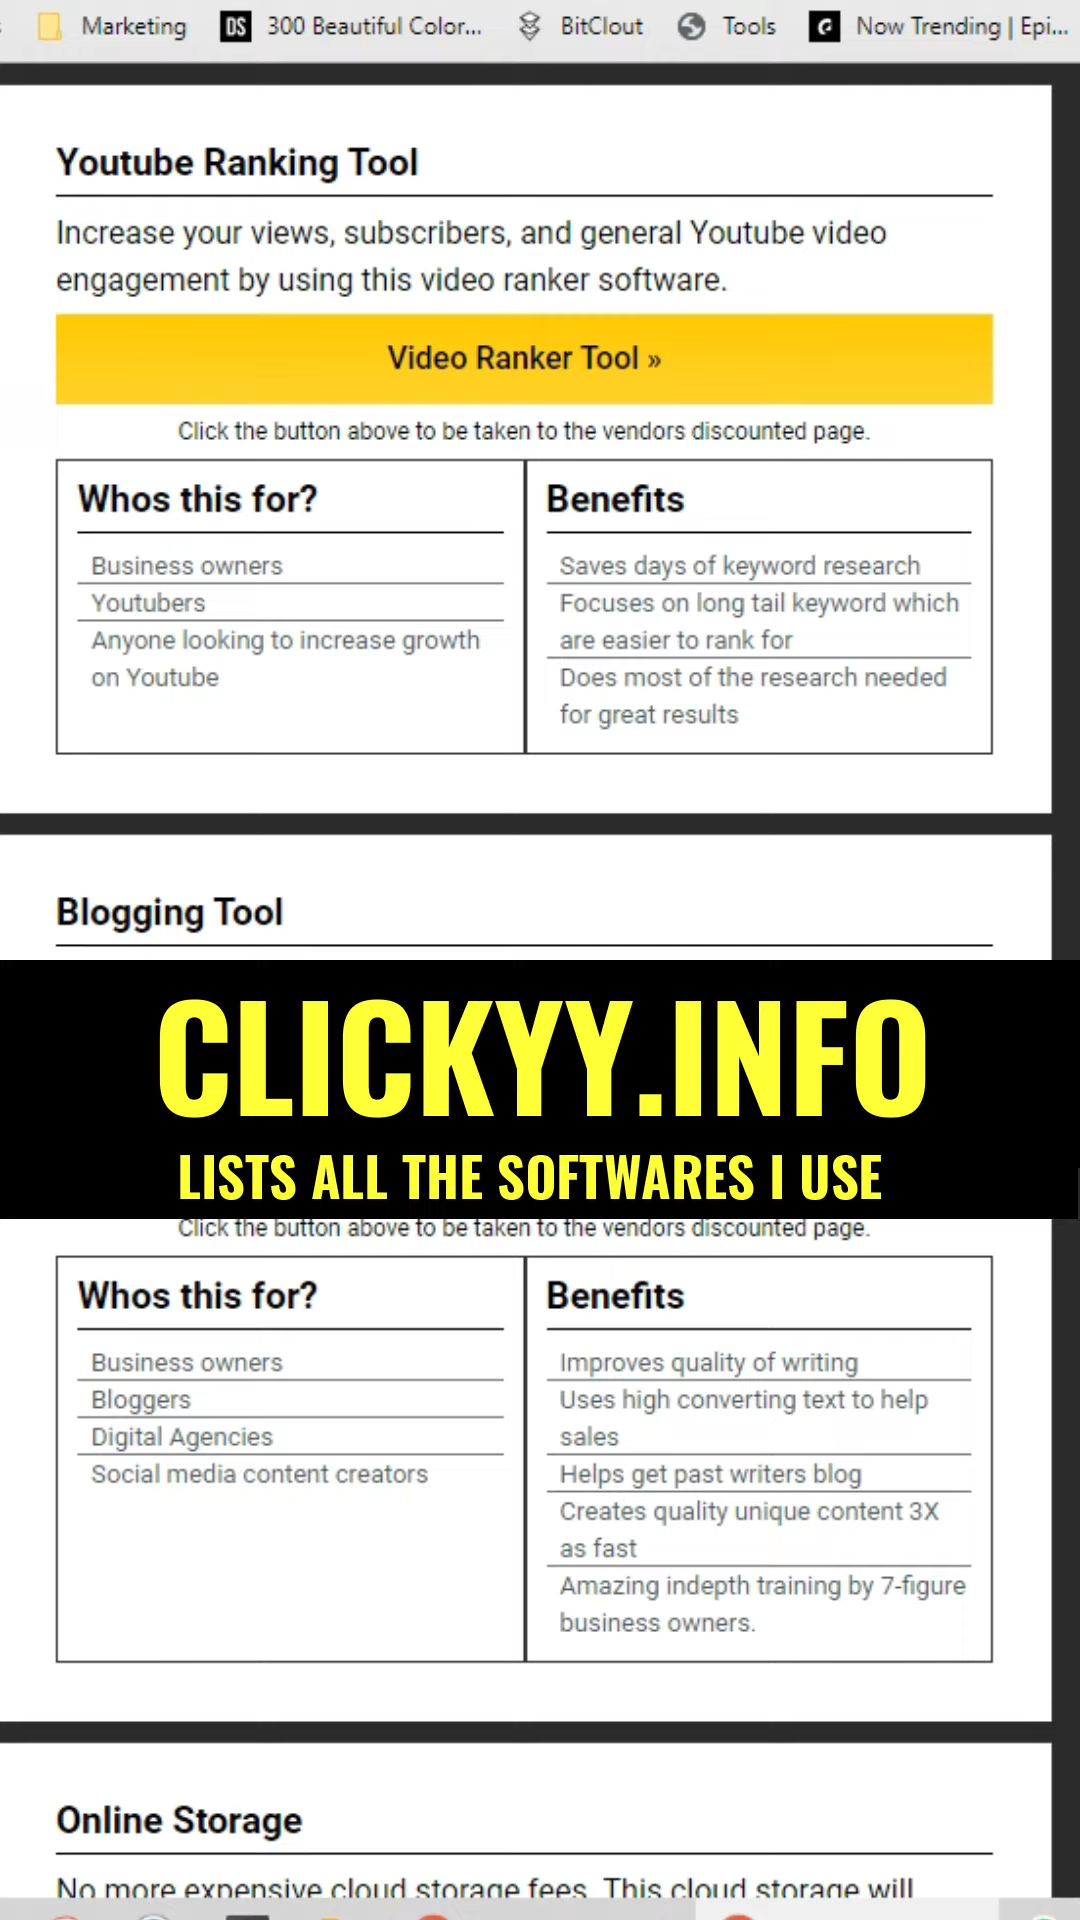 Marketing DS 300 Beautiful Color... BitClout Tools Now Trending | Epi...
Youtube Ranking Tool
Increase your views, subscribers, and general Youtube video
engagement by using this video ranker software.
Video Ranker Tool »
Click the button above to be taken to the vendors discounted page.
Whos this for?
Business owners
Youtubers
Anyone looking to increase growth
on Youtube
Benefits
Saves days of keyword research
Focuses on long tail keyword which
are easier to rank for
Does most of the research needed
for great results
Blogging Tool
CLICKYY.INFO
LISTS ALL THE SOFTWARES I USE
Click the button above to be taken to the vendors discounted page.
Whos this for?
Business owners
Bloggers
Digital Agencies
Social media content creators
Benefits
Improves quality of writing
Uses high converting text to help
sales
Helps get past writers blog
Creates quality unique content 3X
as fast
Amazing indepth training by 7-figure
business owners.
Online Storage
No more expensive cloud storage fees. This cloud storage will